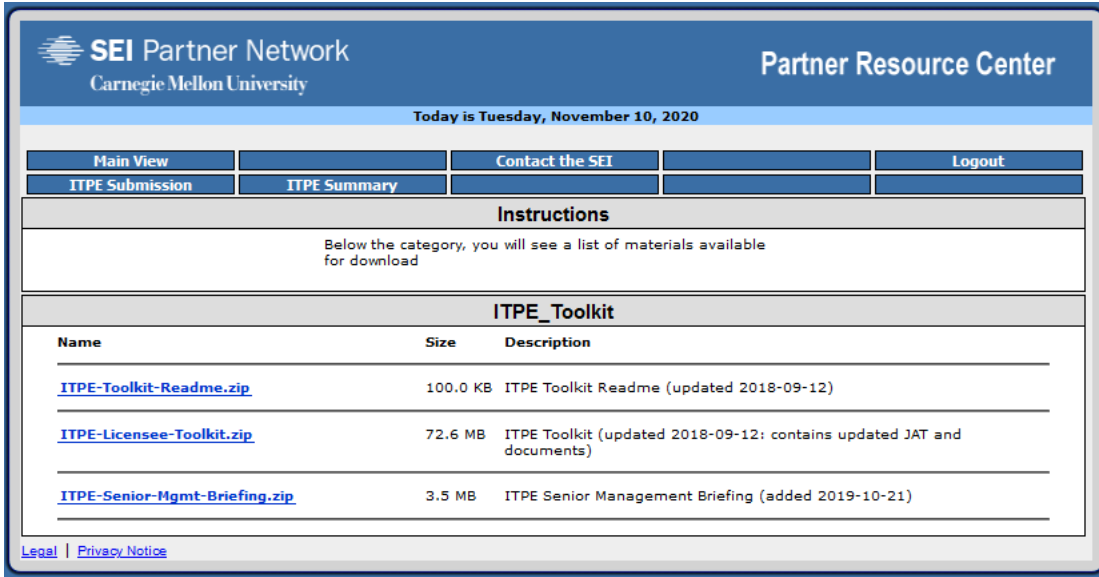 SEI Partner Network
Carnegie Mellon University
Partner Resource Center
Today is Tuesday, November 10, 2020
Main View Contact the SEI Logout
ITPE Submission ITPE Summary
Instructions
Below the category, you will see a list of materials available
for download
ITPE_Toolkit
Name Size Description
ITPE-Toolkit-Readme.zip 100.0 KB ITPE Toolkit Readme (updated 2018-09-12)
ITPE-Licensee-Toolkit.zip 72.6 MB ITPE Toolkit (updated 2018-09-12: contains updated JAT and
documents)
ITPE-Senior-Mgmt-Briefing.zip 3.5 MB ITPE Senior Management Briefing (added 2019-10-21)
Legal | Privacy Notice